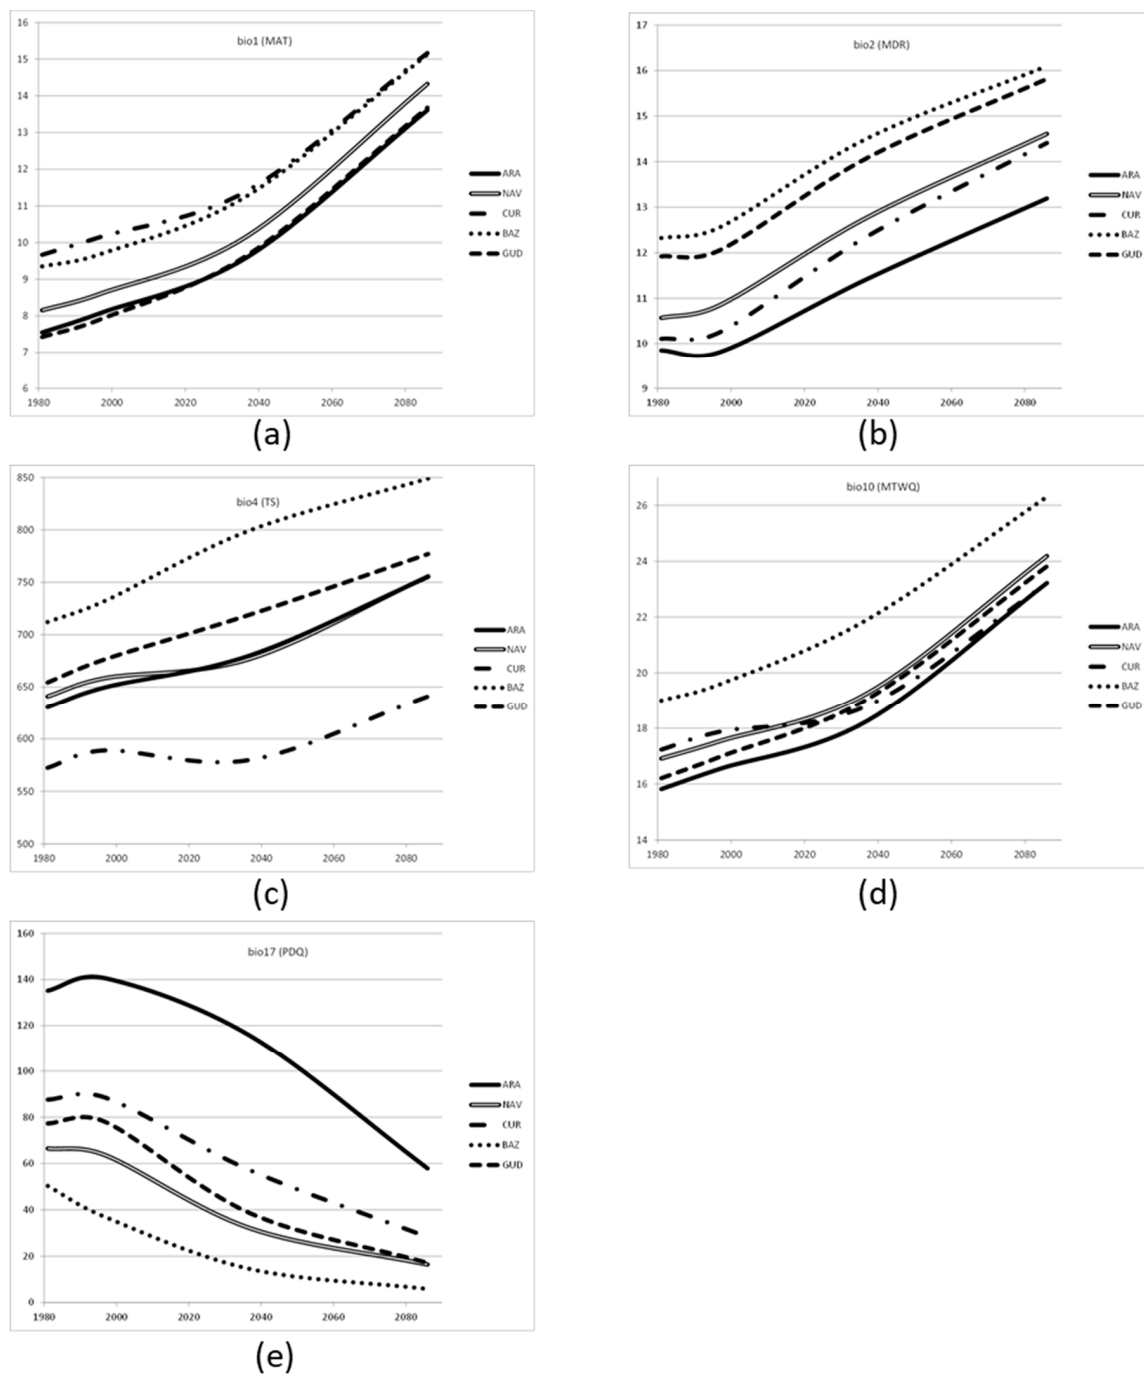 bio1 (MAT)
15
14
13
12
11
10
9
8
7
6
1980 2000 2020 2040 2060 2080
ARA
NAV
CUR
BAZ
GUD
(a)
bio2 (MDR)
17
16
15
14
13
12
11
10
9
1980 2000 2020 2040 2060 2080
ARA
NAV
CUR
BAZ
GUD
(b)
bio4 (TS)
850
800
750
700
650
600
550
500
1980 2000 2020 2040 2060 2080
ARA
NAV
CUR
BAZ
GUD
(c)
bio10 (MTWQ)
26
24
22
20
18
16
14
1980 2000 2020 2040 2060 2080
ARA
NAV
CUR
BAZ
GUD
(d)
bio17 (PDQ)
160
140
120
100
80
60
40
20
0
1980 2000 2020 2040 2060 2080
ARA
NAV
CUR
BAZ
GUD
(e)